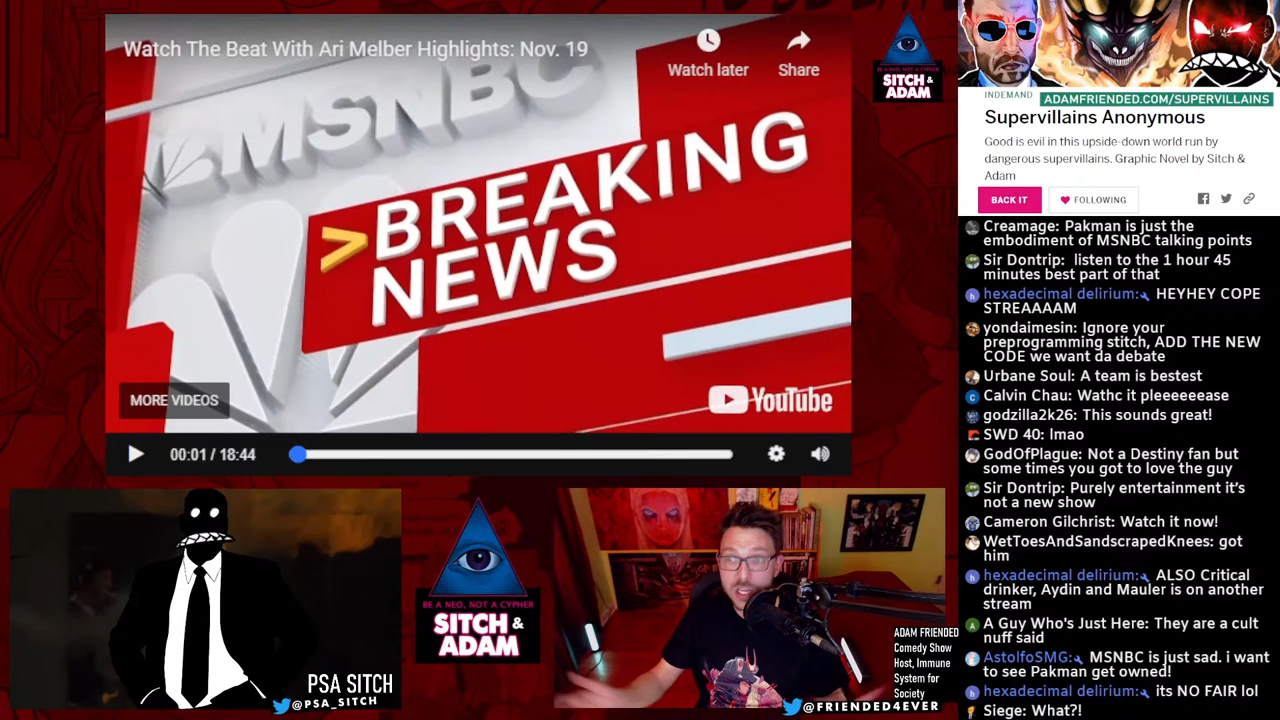 Watch The Beat With Ari Melber Highlights: Nov. 19
Watch later
Share
MSNBC
>BREAKING
NEWS
MORE VIDEOS
YouTube
00:01 / 18:44
BE A NEO, NOT A CYPHER
SITCH &
ADAM
INDEMAND
ADAMFRIENDED.COM/SUPERVILLAINS
Supervillains Anonymous
Good is evil in this upside-down world run by
dangerous supervillains. Graphic Novel by Sitch &
Adam
BACK IT
FOLLOWING
Creamage: Pakman is just the
embodiment of MSNBC talking points
Sir Dontrip: listen to the 1 hour 45
minutes best part of that
hexadecimal delirium: HEYHEY COPE
STREAAAAM
yondaimesin: Ignore your
preprogramming stitch, ADD THE NEW
CODE we want da debate
Urbane Soul: A team is bestest
Calvin Chau: Wathc it pleeeeeease
godzilla2k26: This sounds great!
SWD 40: lmao
GodOfPlague: Not a Destiny fan but
some times you got to love the guy
Sir Dontrip: Purely entertainment it's
not a new show
Cameron Gilchrist: Watch it now!
WetToesAndSandscrapedKnees: got
him
hexadecimal delirium: ALSO Critical
drinker, Aydin and Mauler is on another
stream
A Guy Who's Just Here: They are a cult
nuff said
AstolfoSMG: MSNBC is just sad. i want
to see Pakman get owned!
hexadecimal delirium: its NO FAIR lol
Siege: What?!
PSA SITCH
@PSA_SITCH
BE A NEO, NOT A CYPHER
SITCH &
ADAM
ADAM FRIENDED
Comedy Show
Host, Immune
System for
Society
@FRIENDED4EVER